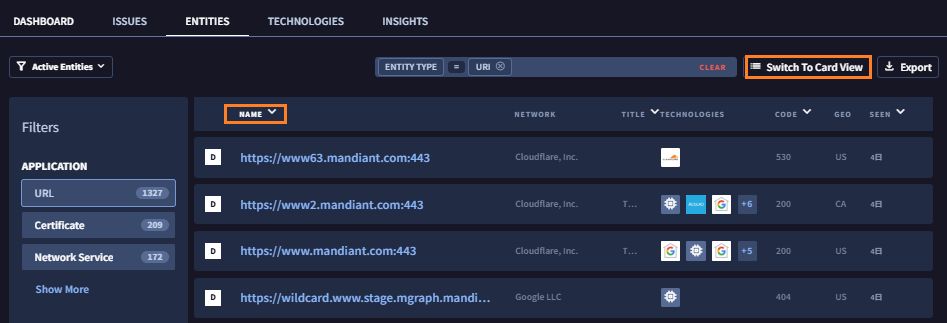 DASHBOARD ISSUES ENTITIES TECHNOLOGIES INSIGHTS
Active Entities ENTITY TYPE = URI CLEAR Switch To Card View Export
Filters
NAME NETWORK TITLE TECHNOLOGIES CODE GEO SEEN
APPLICATION
D https://www63.mandiant.com:443 Cloudflare, Inc. 530 US 4日
URL 1327
D https://www2.mandiant.com:443 Cloudflare, Inc. T... +6 200 CA 4日
Certificate 209
D https://www.mandiant.com:443 Cloudflare, Inc. T... +5 200 US 4日
Network Service 172
Show More
D https://wildcard.www.stage.mgraph.mandi... Google LLC 404 US 4日